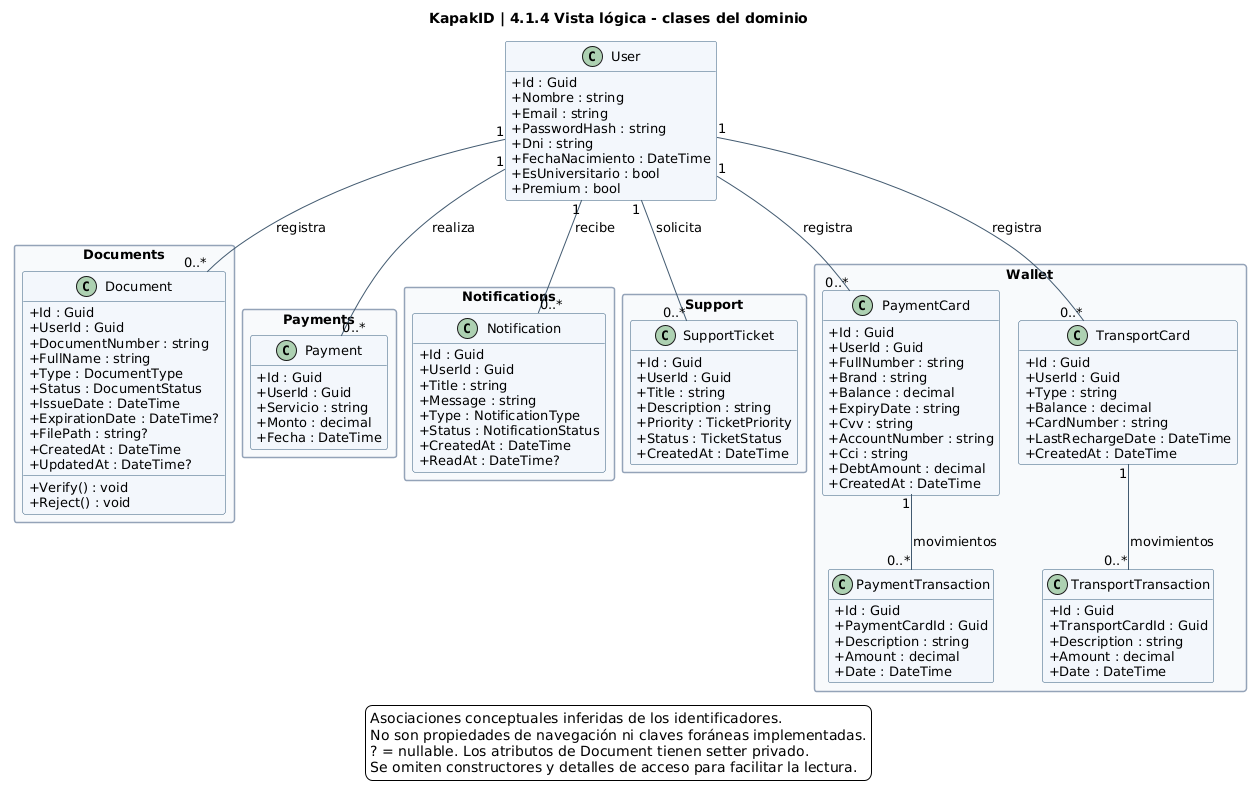 KapakID | 4.1.4 Vista lógica - clases del dominio
C User
+Id : Guid
+Nombre : string
+Email : string
+PasswordHash : string
+Dni : string
+FechaNacimiento : DateTime
+EsUniversitario : bool
+Premium : bool
1
1
1
1
1
1
registra
realiza
recibe
solicita
registra
registra
Documents
0..*
C Document
+Id : Guid
+UserId : Guid
+DocumentNumber : string
+FullName : string
+Type : DocumentType
+Status : DocumentStatus
+IssueDate : DateTime
+ExpirationDate : DateTime?
+FilePath : string?
+CreatedAt : DateTime
+UpdatedAt : DateTime?
+Verify() : void
+Reject() : void
Payments
0..*
C Payment
+Id : Guid
+UserId : Guid
+Servicio : string
+Monto : decimal
+Fecha : DateTime
Notifications
0..*
C Notification
+Id : Guid
+UserId : Guid
+Title : string
+Message : string
+Type : NotificationType
+Status : NotificationStatus
+CreatedAt : DateTime
+ReadAt : DateTime?
Support
0..*
C SupportTicket
+Id : Guid
+UserId : Guid
+Title : string
+Description : string
+Priority : TicketPriority
+Status : TicketStatus
+CreatedAt : DateTime
Wallet
0..*
C PaymentCard
+Id : Guid
+UserId : Guid
+FullNumber : string
+Brand : string
+Balance : decimal
+ExpiryDate : string
+Cvv : string
+AccountNumber : string
+Cci : string
+DebtAmount : decimal
+CreatedAt : DateTime
0..*
C TransportCard
+Id : Guid
+UserId : Guid
+Type : string
+Balance : decimal
+CardNumber : string
+LastRechargeDate : DateTime
+CreatedAt : DateTime
1
movimientos
0..*
1
movimientos
0..*
C PaymentTransaction
+Id : Guid
+PaymentCardId : Guid
+Description : string
+Amount : decimal
+Date : DateTime
C TransportTransaction
+Id : Guid
+TransportCardId : Guid
+Description : string
+Amount : decimal
+Date : DateTime
Asociaciones conceptuales inferidas de los identificadores.
No son propiedades de navegación ni claves foráneas implementadas.
? = nullable. Los atributos de Document tienen setter privado.
Se omiten constructores y detalles de acceso para facilitar la lectura.